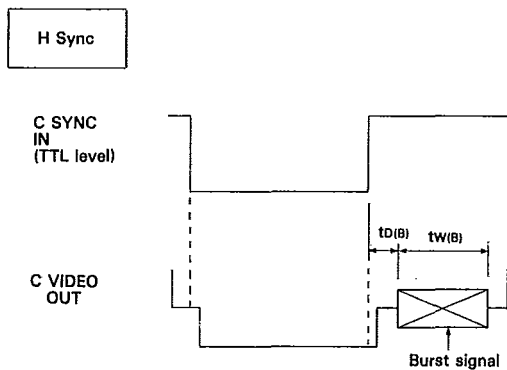 H Sync
C SYNC
IN
(TTL level)
tD(B)
tW(B)
C VIDEO
OUT
Burst signal